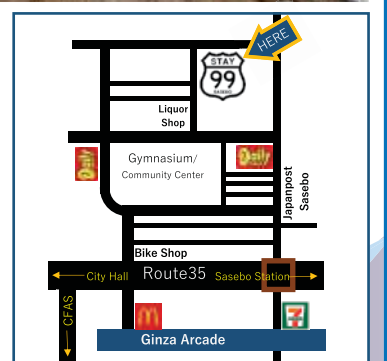 HERE
STAY
99
SASEBO
Liquor
Shop
Daily
Gymnasium/
Community Center
Daily
Japanpost
Sasebo
Bike Shop
City Hall
Route35
Sasebo Station
CFAS
7
Ginza Arcade